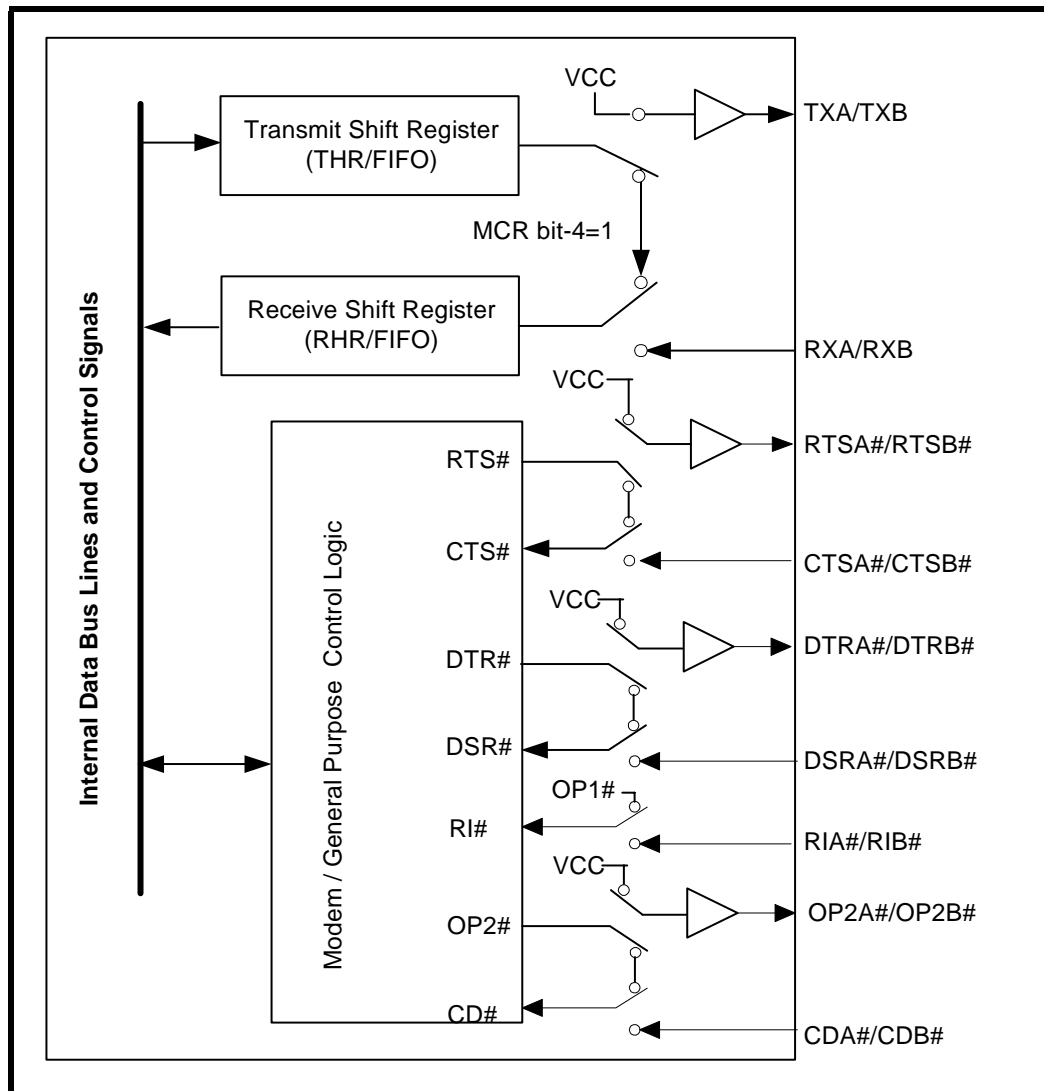 VCC
TXA/TXB
Transmit Shift Register
(THR/FIFO)
MCR bit-4=1
Receive Shift Register
(RHR/FIFO)
RXA/RXB
VCC
RTSA#/RTSB#
RTS#
CTS#
CTSA#/CTSB#
VCC
DTRA#/DTRB#
DTR#
DSR#
DSRA#/DSRB#
OP1#
RI#
RIA#/RIB#
VCC
OP2A#/OP2B#
OP2#
CD#
CDA#/CDB#
Internal Data Bus Lines and Control Signals
Modem / General Purpose Control Logic